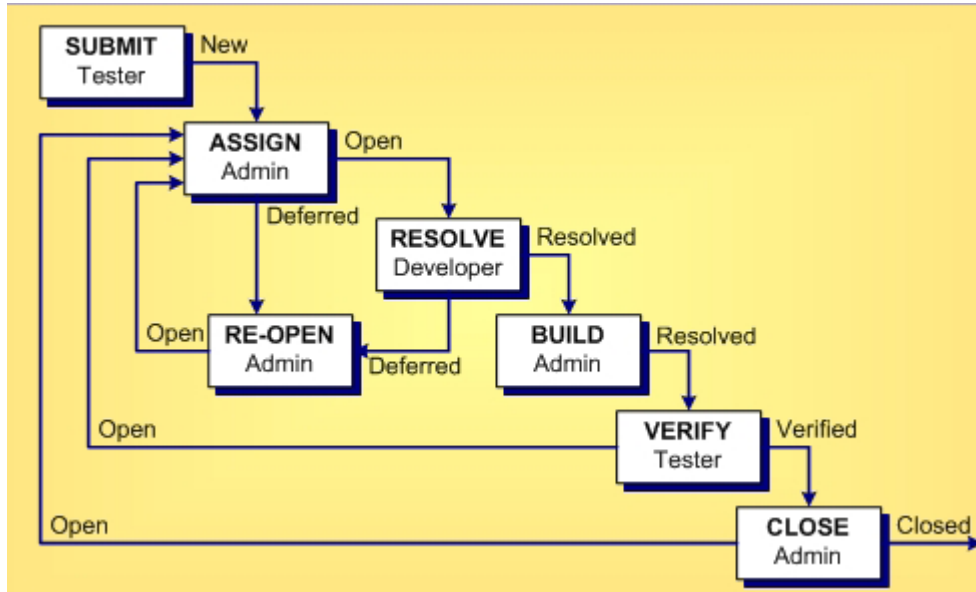 SUBMIT
Tester
New
ASSIGN
Admin
Open
Deferred
RESOLVE
Developer
Resolved
Open
RE-OPEN
Admin
Deferred
BUILD
Admin
Resolved
Open
VERIFY
Tester
Verified
Open
CLOSE
Admin
Closed